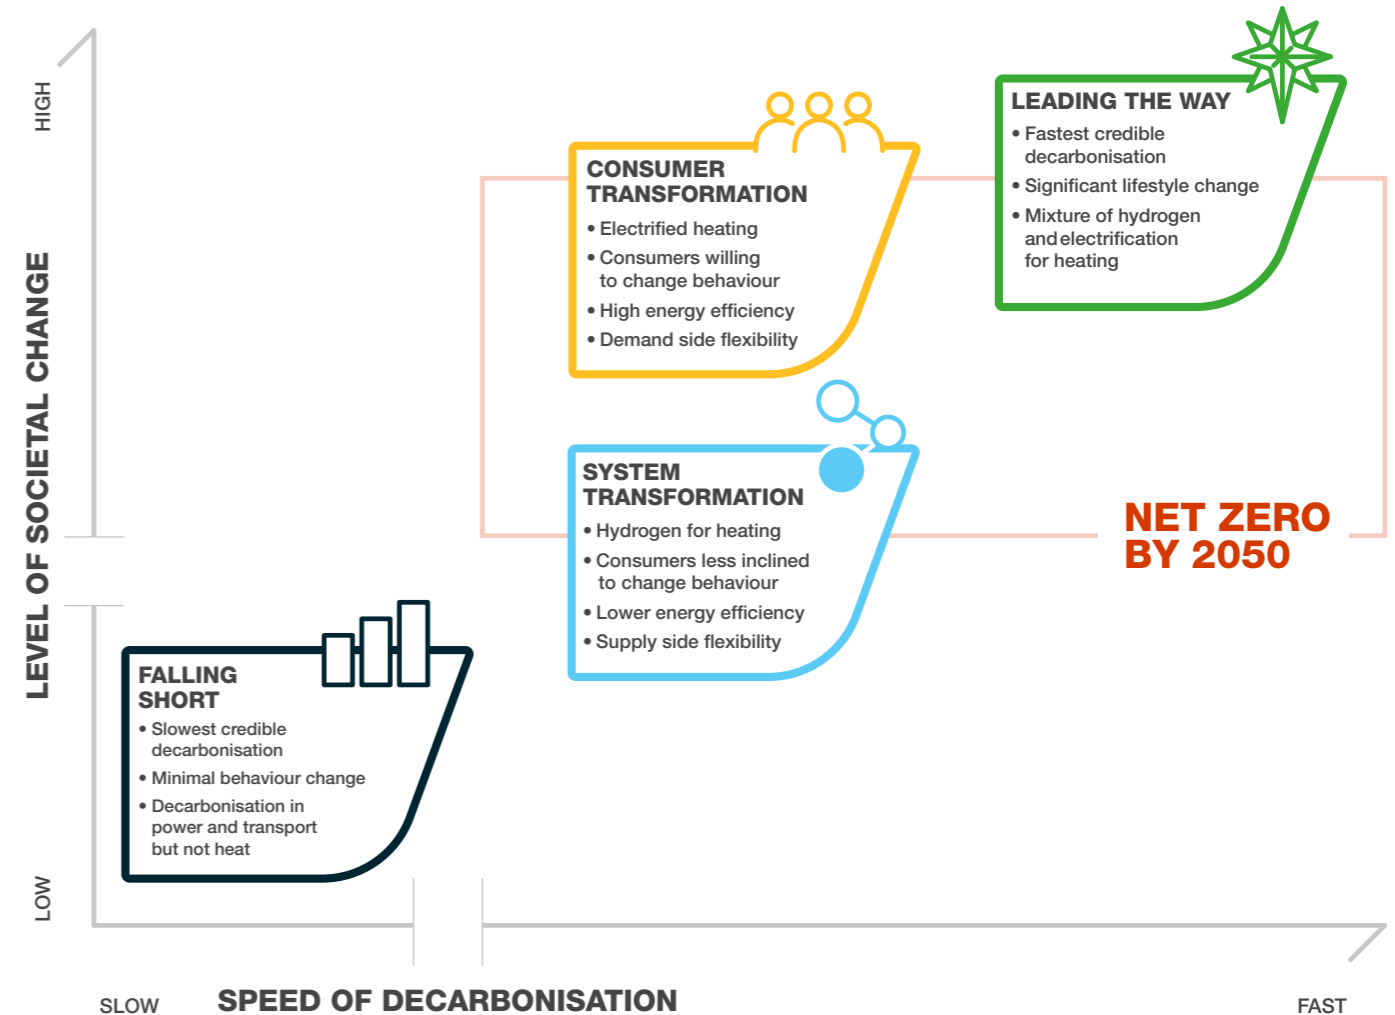 HIGH
LEVEL OF SOCIETAL CHANGE
LOW
LEADING THE WAY
• Fastest credible
decarbonisation
• Significant lifestyle change
• Mixture of hydrogen
and electrification
for heating
CONSUMER
TRANSFORMATION
• Electrified heating
• Consumers willing
to change behaviour
• High energy efficiency
• Demand side flexibility
SYSTEM
TRANSFORMATION
• Hydrogen for heating
• Consumers less inclined
to change behaviour
• Lower energy efficiency
• Supply side flexibility
NET ZERO
BY 2050
FALLING
SHORT
• Slowest credible
decarbonisation
• Minimal behaviour change
• Decarbonisation in
power and transport
but not heat
SLOW
SPEED OF DECARBONISATION
FAST